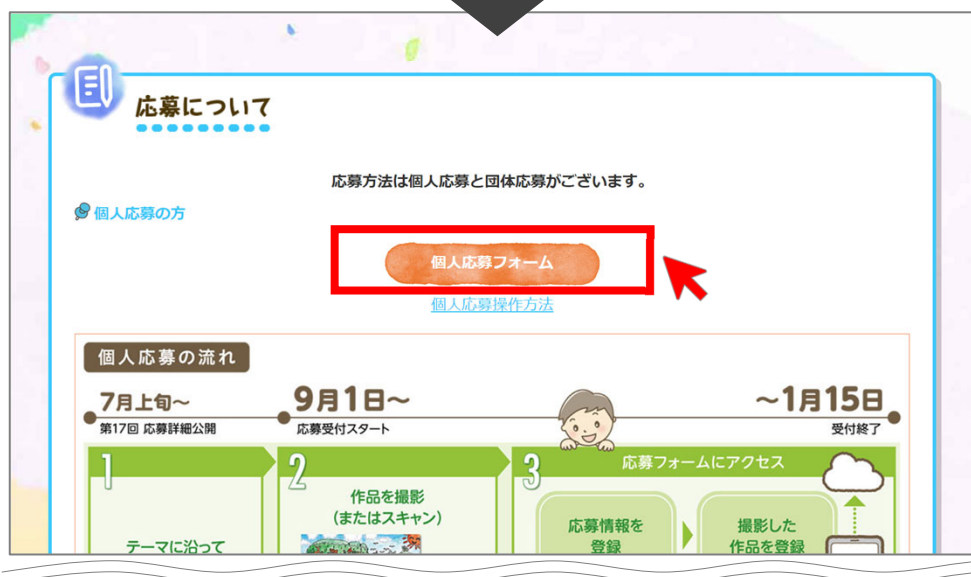 応募について
応募方法は個人応募と団体応募がございます。
個人応募の方
個人応募フォーム
個人応募操作方法
個人応募の流れ
7月上旬～
第17回 応募詳細公開
9月1日～
応募受付スタート
～1月15日
受付終了
1
テーマに沿って
2
作品を撮影
(またはスキャン)
3
応募フォームにアクセス
応募情報を
登録
撮影した
作品を登録